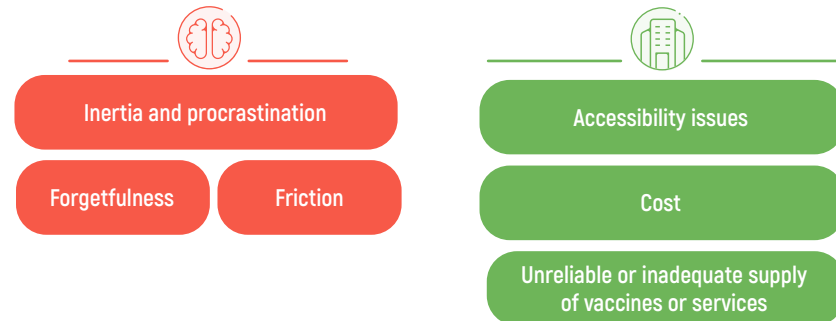 Inertia and procrastination
Forgetfulness
Friction
Accessibility issues
Cost
Unreliable or inadequate supply
of vaccines or services